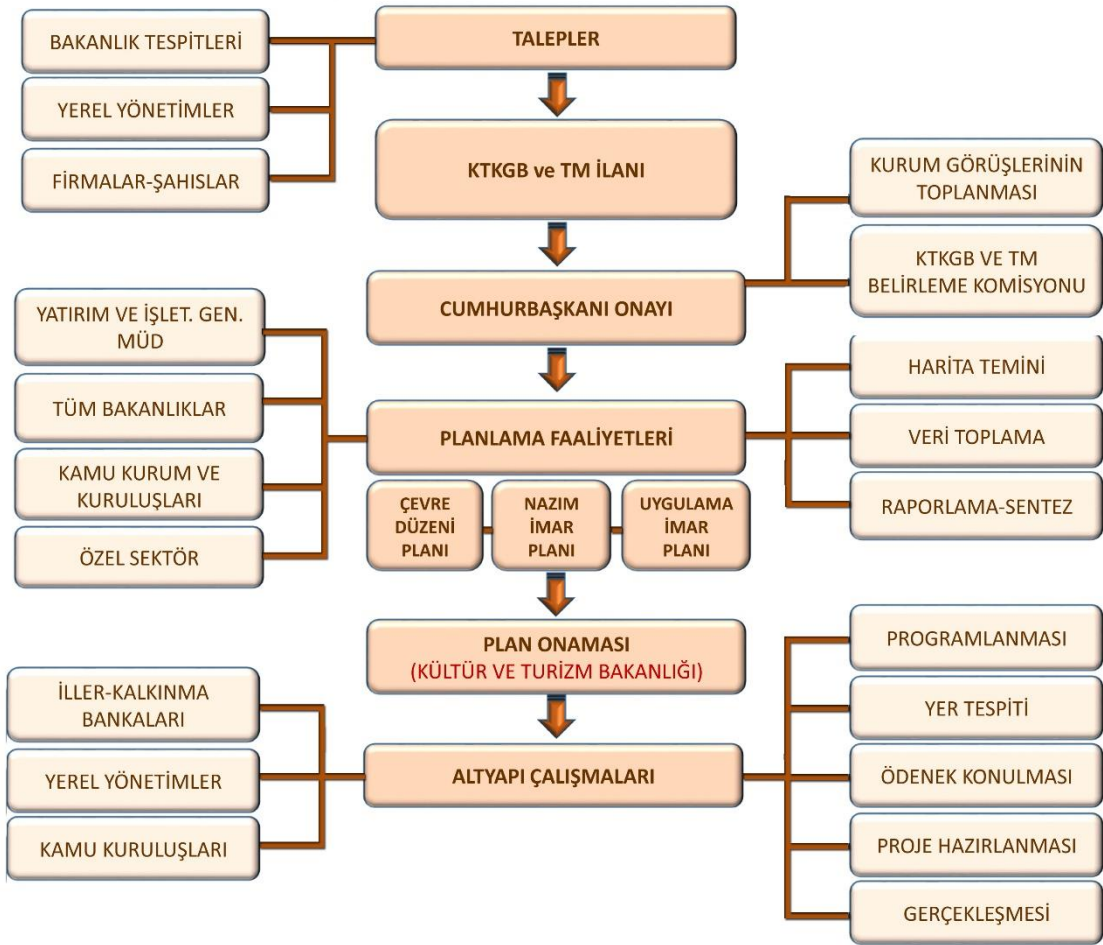 BAKANLIK TESPİTLERİ
YEREL YÖNETİMLER
FİRMALAR-ŞAHISLAR
TALEPLER
KTKGB ve TM İLANI
KURUM GÖRÜŞLERİNİN
TOPLANMASI
KTKGB VE TM
BELİRLEME KOMİSYONU
CUMHURBAŞKANI ONAYI
YATIRIM VE İŞLET. GEN.
MÜD
TÜM BAKANLIKLAR
KAMU KURUM VE
KURULUŞLARI
ÖZEL SEKTÖR
PLANLAMA FAALİYETLERİ
HARİTA TEMİNİ
VERİ TOPLAMA
RAPORLAMA-SENTEZ
ÇEVRE
DÜZENİ
PLANI
NAZIM
İMAR
PLANI
UYGULAMA
İMAR
PLANI
PLAN ONAMASI
(KÜLTÜR VE TURİZM BAKANLIĞI)
İLLER-KALKINMA
BANKALARI
YEREL YÖNETİMLER
KAMU KURULUŞLARI
ALTYAPI ÇALIŞMALARI
PROGRAMLANMASI
YER TESPİTİ
ÖDENEK KONULMASI
PROJE HAZIRLANMASI
GERÇEKLEŞMESİ